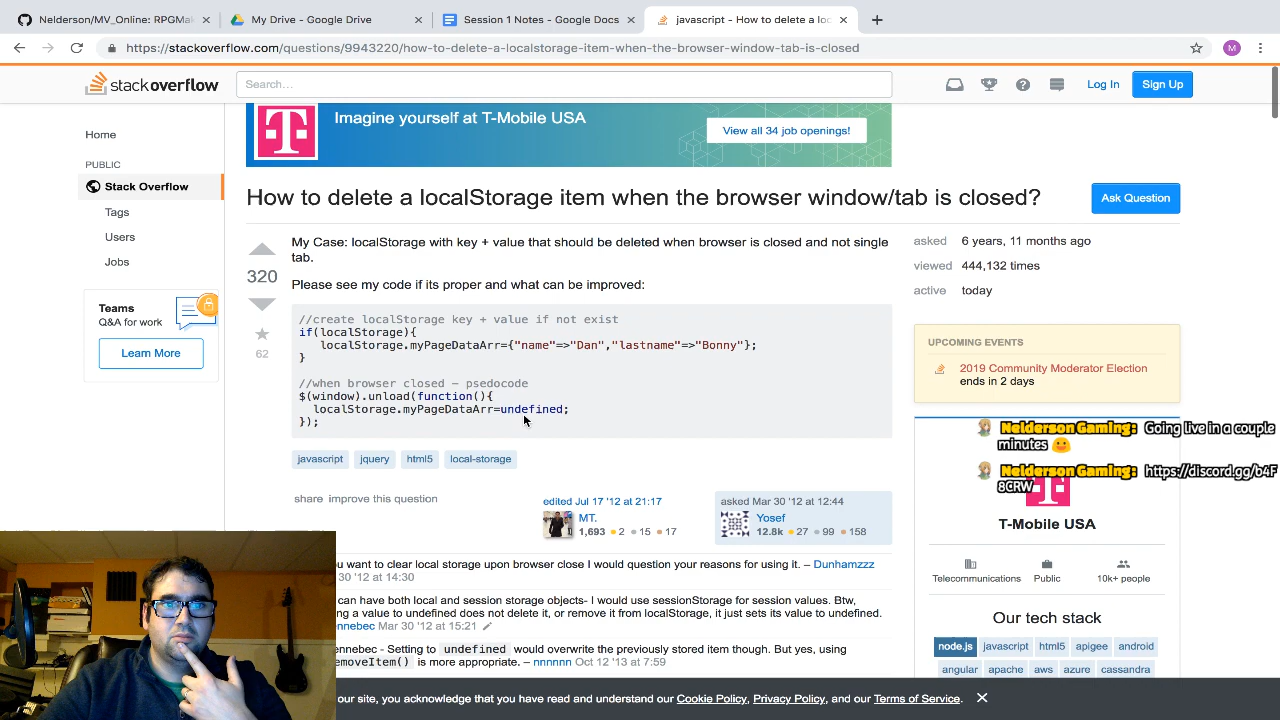 Nelderson/MV_Online: RPGMa
My Drive - Google Drive
Session 1 Notes - Google Docs
javascript - How to delete a loc
https://stackoverflow.com/questions/9943220/how-to-delete-a-localstorage-item-when-the-browser-window-tab-is-closed
M
stackoverflow
Search...
Log In
Sign Up
Home
PUBLIC
Stack Overflow
Tags
Users
Jobs
Teams
Q&A for work
Learn More
Imagine yourself at T-Mobile USA
View all 34 job openings!
How to delete a localStorage item when the browser window/tab is closed?
Ask Question
320
62
My Case: localStorage with key + value that should be deleted when browser is closed and not single
tab.
Please see my code if its proper and what can be improved:
//create localStorage key + value if not exist
if(localStorage){
localStorage.myPageDataArr={"name"=>"Dan","lastname"=>"Bonny"};
}
//when browser closed - psedocode
$(window).unload(function(){
localStorage.myPageDataArr=undefined;
});
javascript jquery html5 local-storage
share improve this question
edited Jul 17 '12 at 21:17
MT.
1,693 2 15 17
asked Mar 30 '12 at 12:44
Yosef
12.8k 27 99 158
you want to clear local storage upon browser close I would question your reasons for using it. – Dunhamzzz
30 '12 at 14:30
can have both local and session storage objects- I would use sessionStorage for session values. Btw,
ng a value to undefined does not delete it, or remove it from localStorage, it just sets its value to undefined.
ennebec Mar 30 '12 at 15:21
ennebec - Setting to undefined would overwrite the previously stored item though. But yes, using
moveItem() is more appropriate. – nnnnnn Oct 12 '13 at 7:59
asked 6 years, 11 months ago
viewed 444,132 times
active today
UPCOMING EVENTS
2019 Community Moderator Election
ends in 2 days
Nelderson Gaming: Going live in a couple
minutes
Nelderson Gaming: https://discord.gg/b4F
8CRW
T-Mobile USA
Telecommunications Public 10k+ people
Our tech stack
node.js javascript html5 apigee android
angular apache aws azure cassandra
our site, you acknowledge that you have read and understand our Cookie Policy, Privacy Policy, and our Terms of Service.